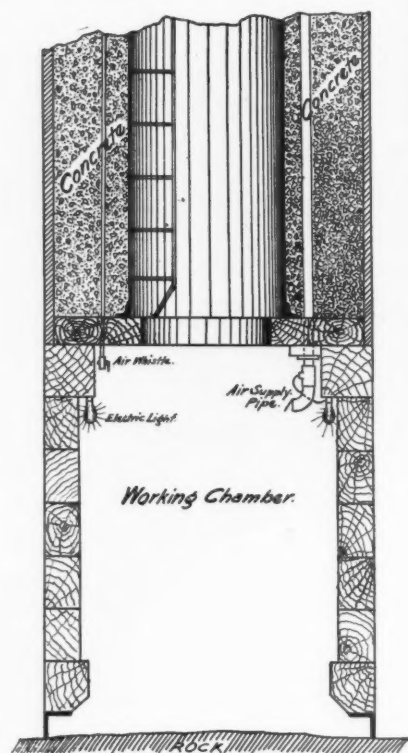 Concrete
Concrete
Air Whistle.
Air Supply
Pipe.
Electric Light.
Working Chamber.
ROCK